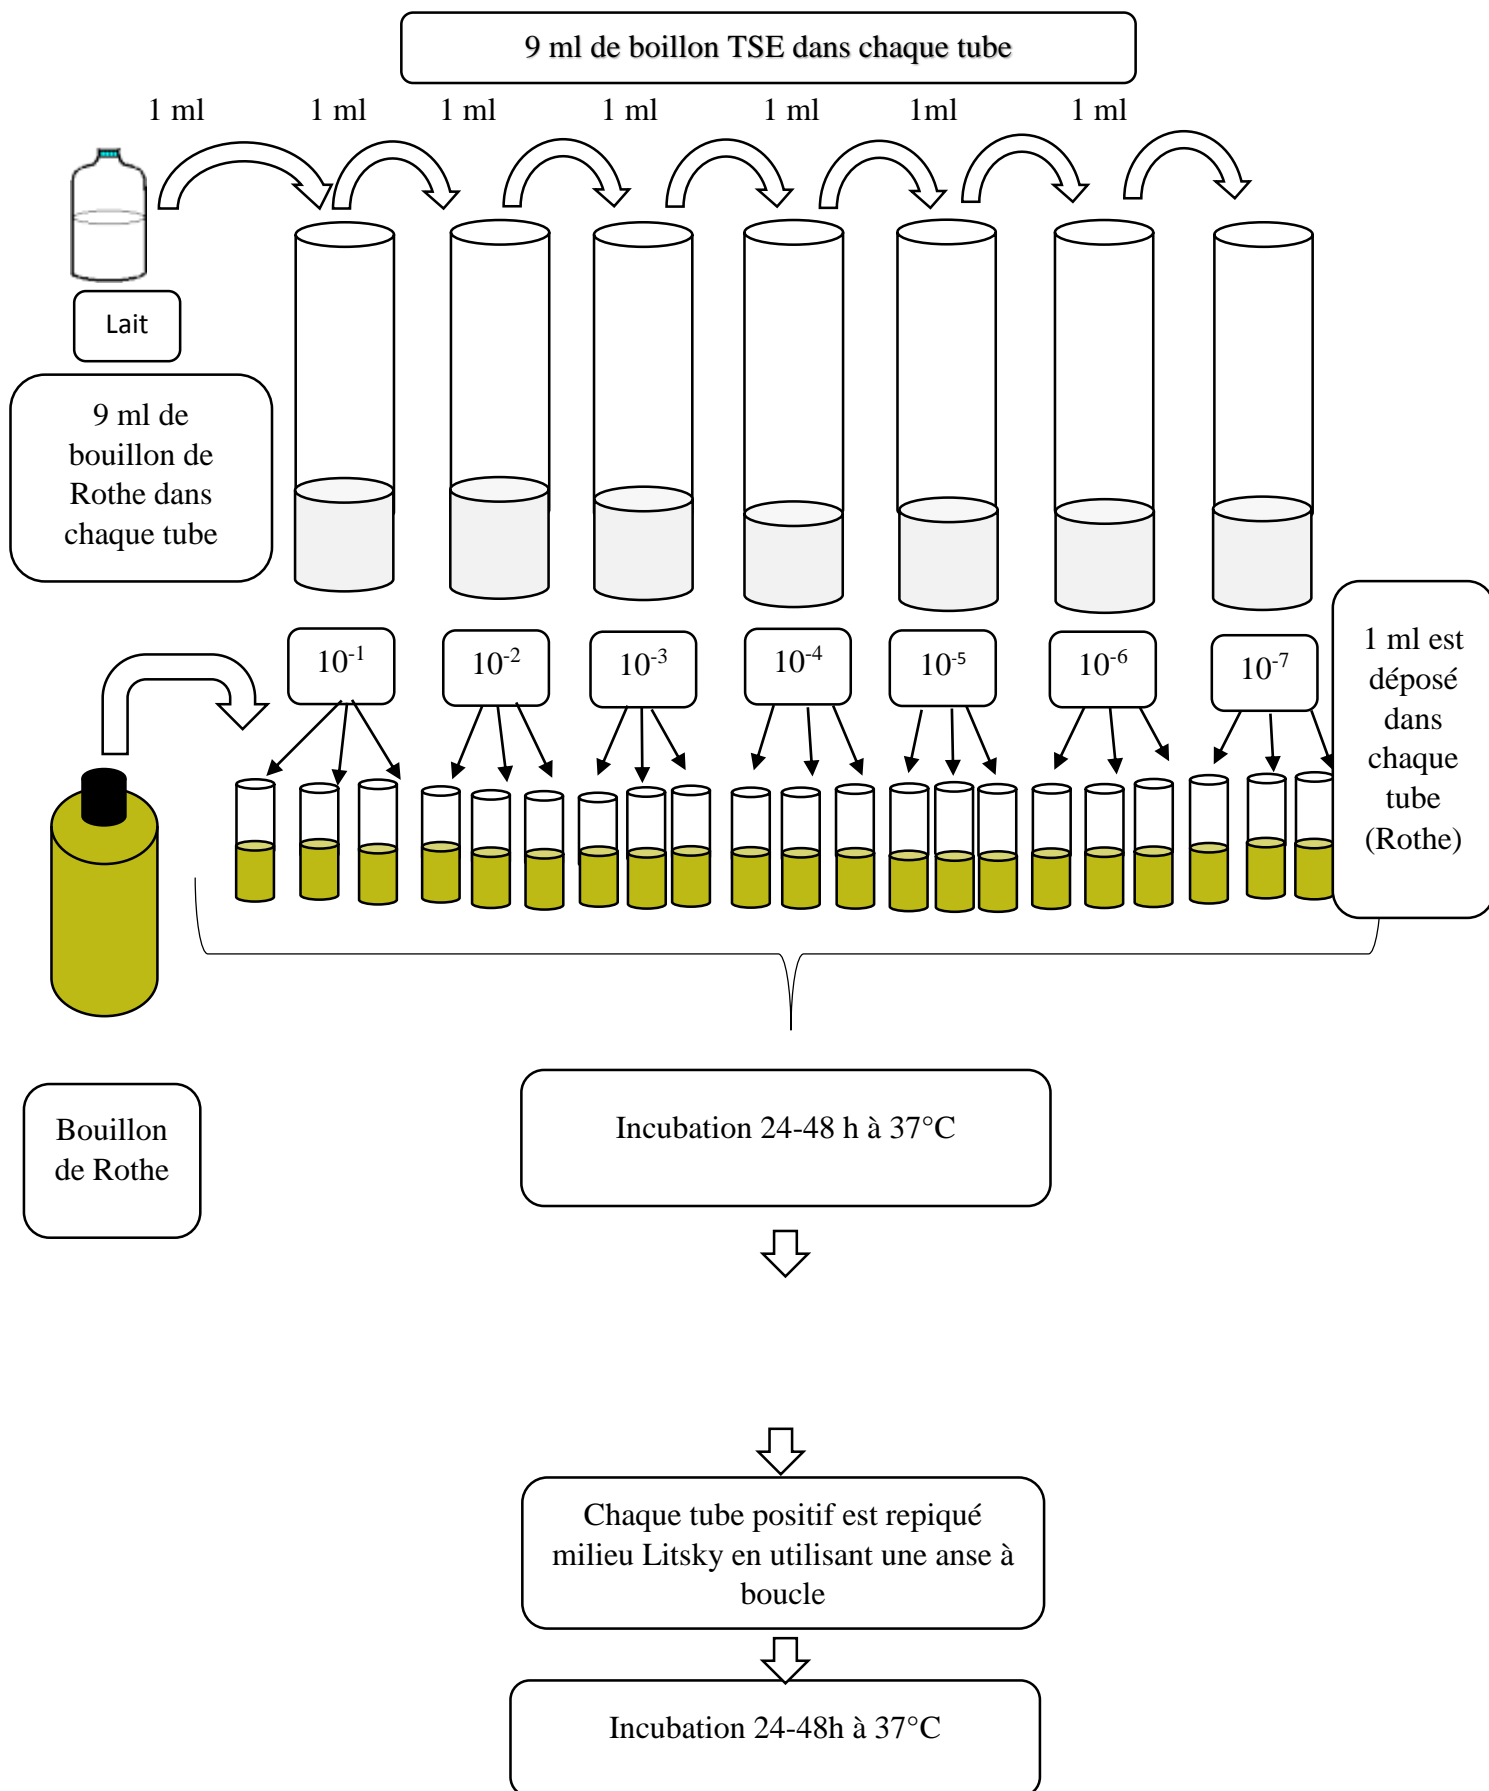 9 ml de boillon TSE dans chaque tube
1 ml 1 ml 1 ml 1 ml 1 ml 1ml 1 ml
Lait
9 ml de
bouillon de
Rothe dans
chaque tube
10⁻¹ 10⁻² 10⁻³ 10⁻⁴ 10⁻⁵ 10⁻⁶ 10⁻⁷
1 ml est
déposé
dans
chaque
tube
(Rothe)
Bouillon
de Rothe
Incubation 24-48 h à 37°C
Chaque tube positif est repiqué
milieu Litsky en utilisant une anse à
boucle
Incubation 24-48h à 37°C